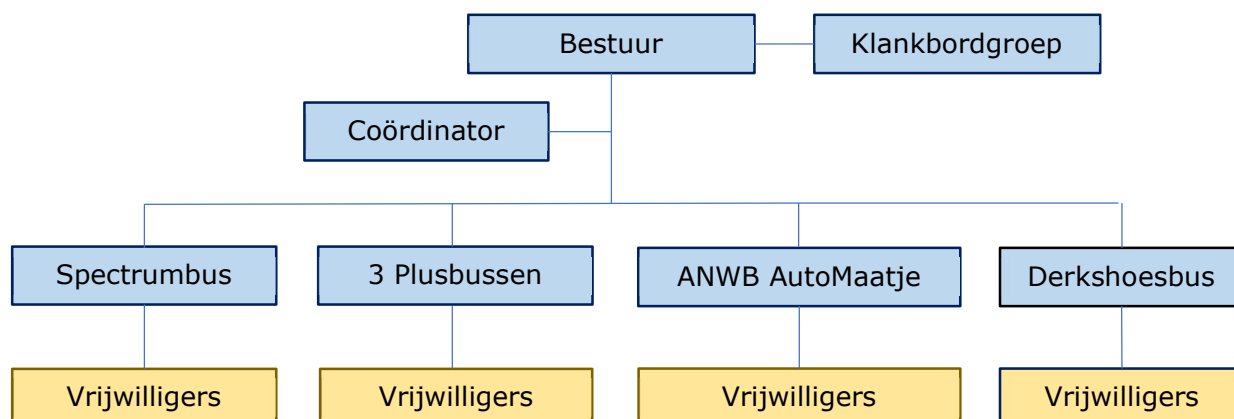 Bestuur
Klankbordgroep
Coördinator
Spectrumbus
3 Plusbussen
ANWB AutoMaatje
Derkshoesbus
Vrijwilligers
Vrijwilligers
Vrijwilligers
Vrijwilligers